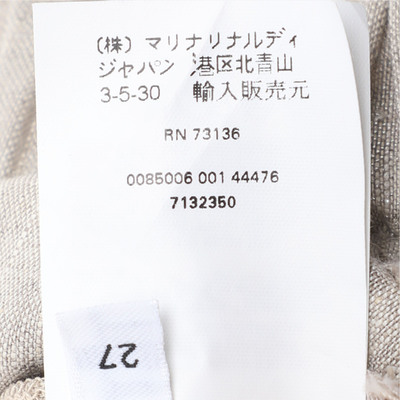 (株) マリナリナルディ
ジャパン 港区北青山
3-5-30 輸入販売元
RN 73136
0085006 001 44476
7132350
27